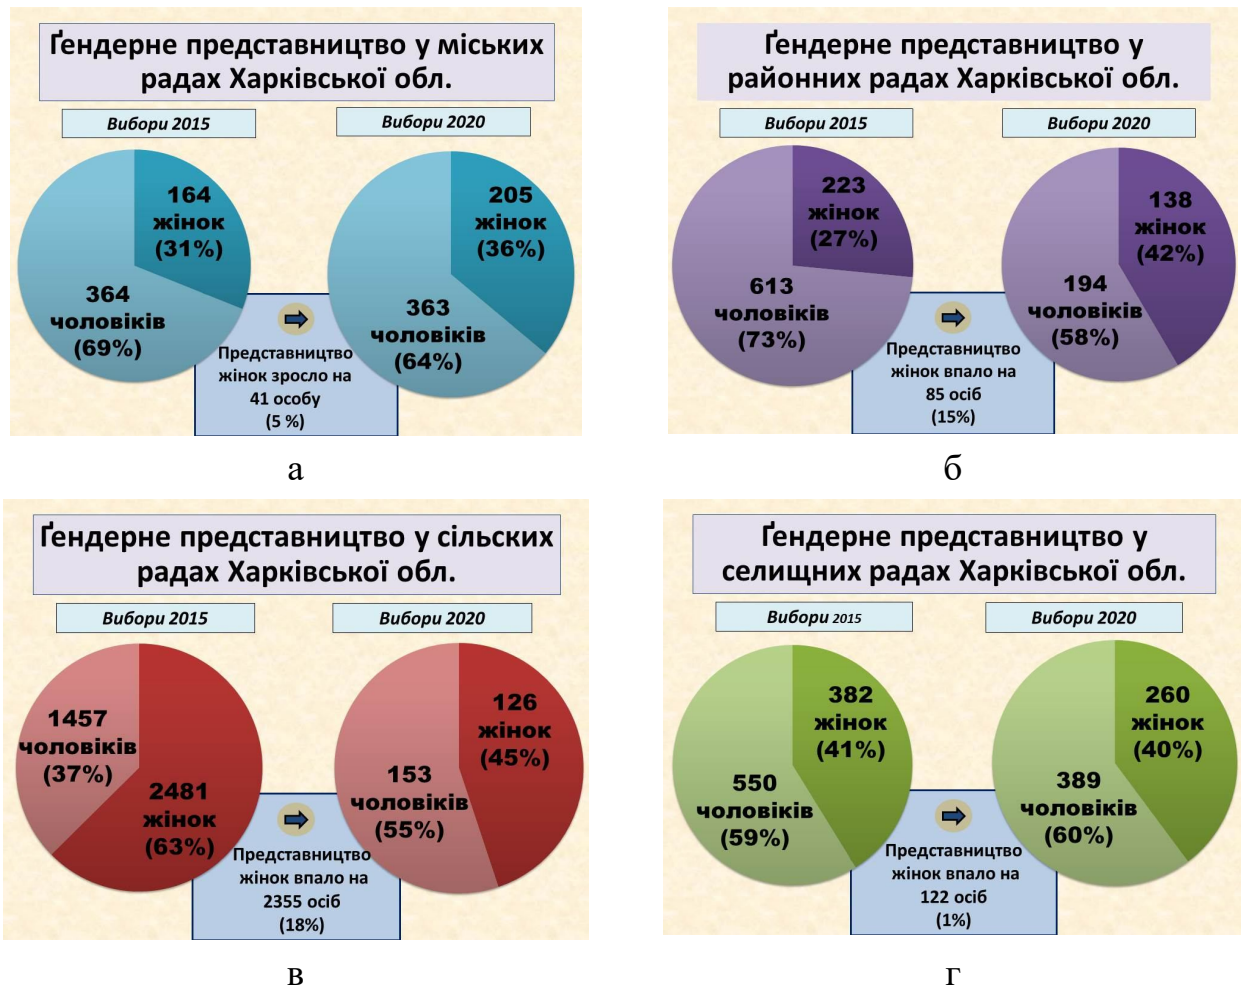 Ґендерне представництво у міських
радах Харківської обл.
Вибори 2015
Вибори 2020
164
жінок
(31%)
364
чоловіків
(69%)
205
жінок
(36%)
363
чоловіків
(64%)
Представництво
жінок зросло на
41 особу
(5 %)
а
Ґендерне представництво у
районних радах Харківської обл.
Вибори 2015
Вибори 2020
223
жінок
(27%)
613
чоловіків
(73%)
138
жінок
(42%)
194
чоловіків
(58%)
Представництво
жінок впало на
85 осіб
(15%)
б
Ґендерне представництво у сільских
радах Харківської обл.
Вибори 2015
Вибори 2020
1457
чоловіків
(37%)
2481
жінок
(63%)
126
жінок
(45%)
153
чоловіків
(55%)
Представництво
жінок впало на
2355 осіб
(18%)
в
Ґендерне представництво у
селищних радах Харківської обл.
Вибори 2015
Вибори 2020
382
жінок
(41%)
550
чоловіків
(59%)
260
жінок
(40%)
389
чоловіків
(60%)
Представництво
жінок впало на
122 осіб
(1%)
г